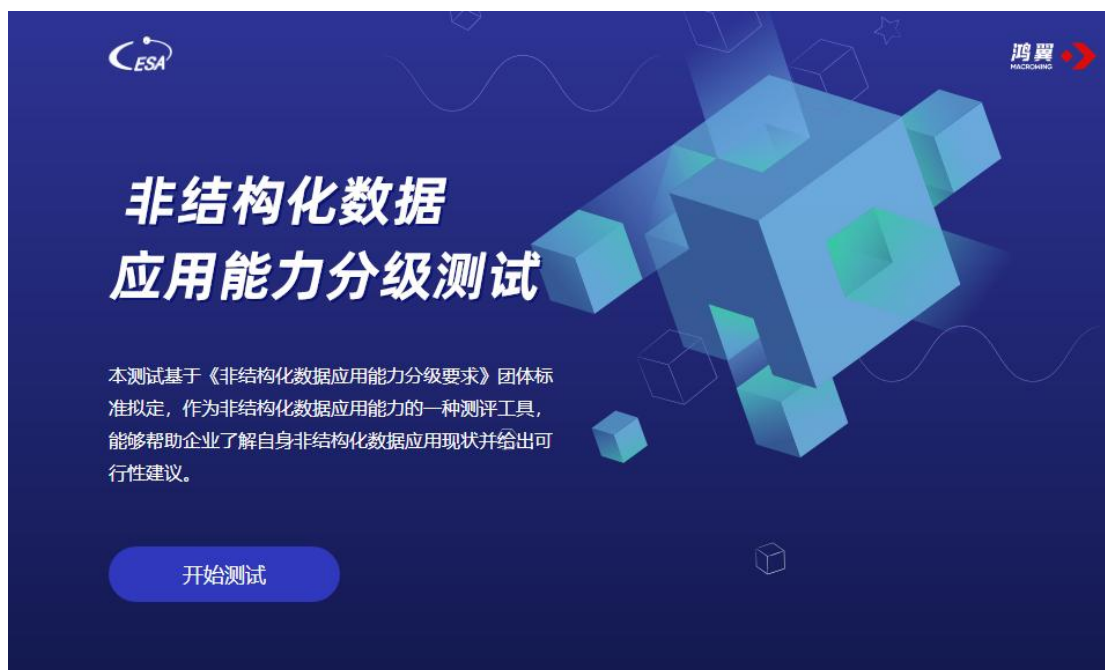 CESA
鸿翼
MACROWING
非结构化数据
应用能力分级测试
本测试基于《非结构化数据应用能力分级要求》团体标
准拟定，作为非结构化数据应用能力的一种测评工具，
能够帮助企业了解自身非结构化数据应用现状并给出可
行性建议。
开始测试